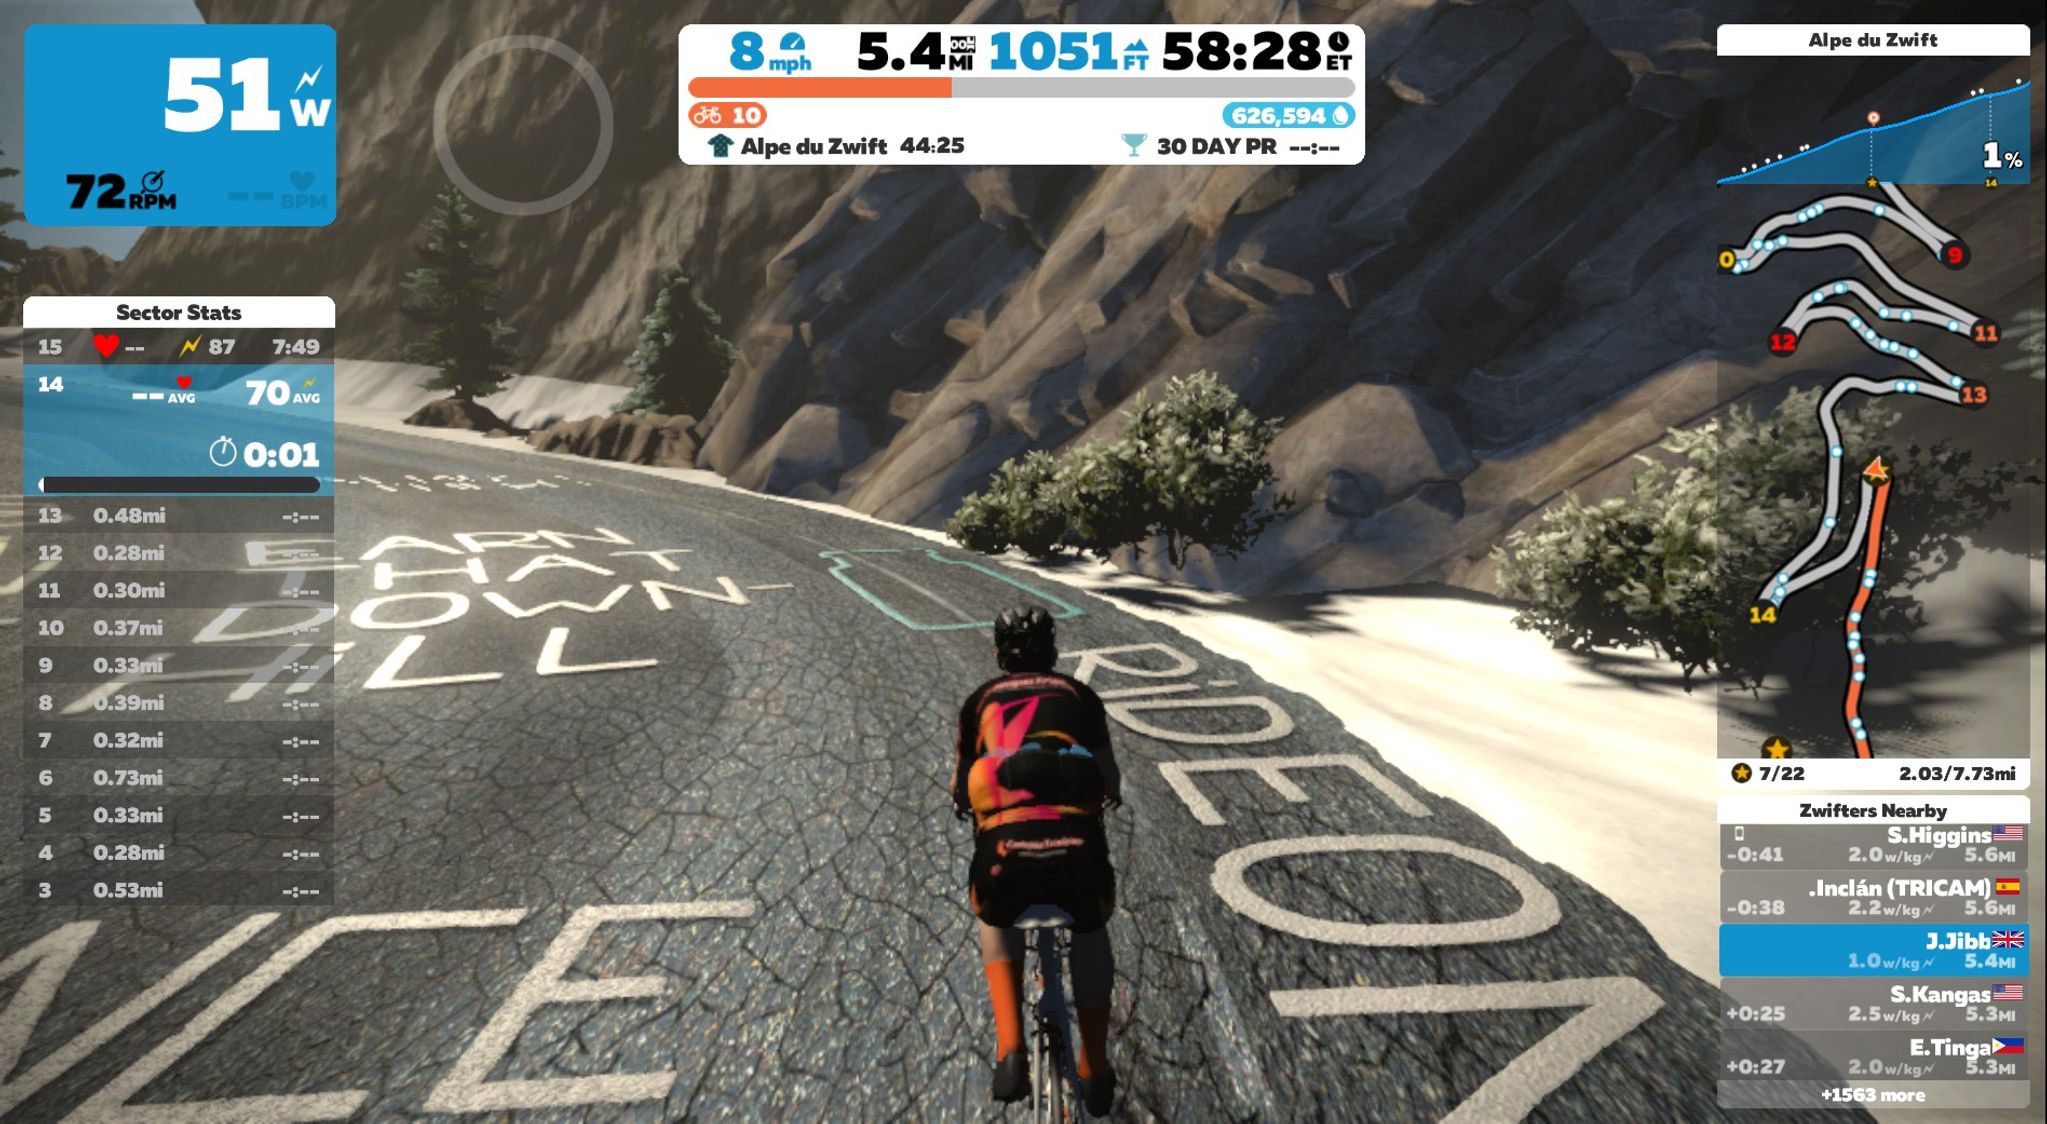 51 W
72 RPM -- BPM
8 mph 5.4 MI 1051 FT 58:28 ET
10 626,594
Alpe du Zwift 44:25 30 DAY PR --:--
Alpe du Zwift
1%
14
Sector Stats
15 -- 87 7:49
14 -- AVG 70 AVG
0:01
13 0.48mi -:--
12 0.28mi -:--
11 0.30mi -:--
10 0.37mi -:--
9 0.33mi -:--
8 0.39mi -:--
7 0.32mi -:--
6 0.73mi -:--
5 0.33mi -:--
4 0.28mi -:--
3 0.53mi -:--
0 9
11
12
13
14
7/22 2.03/7.73mi
Zwifters Nearby
S.Higgins
-0:41 2.0w/kg 5.6MI
.Inclán (TRICAM)
-0:38 2.2w/kg 5.6MI
J.Jibb
1.0w/kg 5.4MI
S.Kangas
+0:25 2.5w/kg 5.3MI
E.Tinga
+0:27 2.0w/kg 5.3MI
+1563 more
EARN
THAT
DOWN-
HILL
RIDE ON